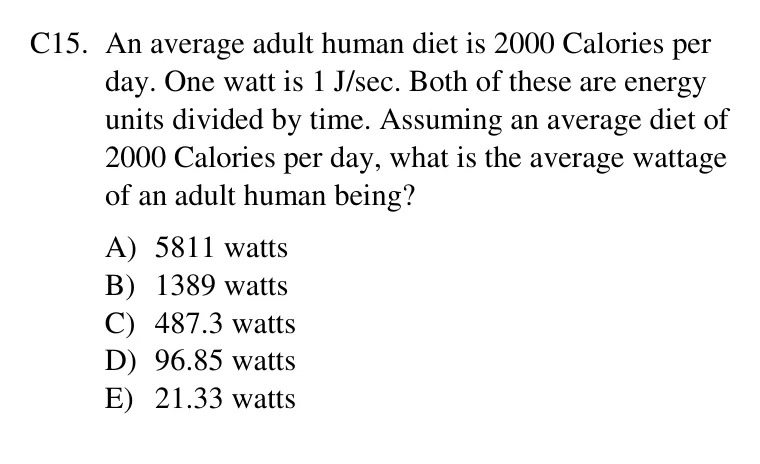 C15. An average adult human diet is 2000 Calories per
day. One watt is 1 J/sec. Both of these are energy
units divided by time. Assuming an average diet of
2000 Calories per day, what is the average wattage
of an adult human being?
A) 5811 watts
B) 1389 watts
C) 487.3 watts
D) 96.85 watts
E) 21.33 watts